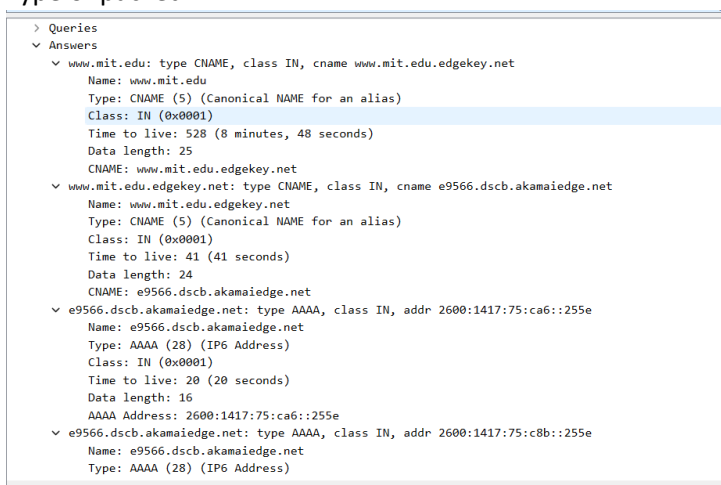 > Queries
Answers
www.mit.edu: type CNAME, class IN, cname www.mit.edu.edgekey.net
Name: www.mit.edu
Type: CNAME (5) (Canonical NAME for an alias)
Class: IN (0x0001)
Time to live: 528 (8 minutes, 48 seconds)
Data length: 25
CNAME: www.mit.edu.edgekey.net
www.mit.edu.edgekey.net: type CNAME, class IN, cname e9566.dscb.akamaiedge.net
Name: www.mit.edu.edgekey.net
Type: CNAME (5) (Canonical NAME for an alias)
Class: IN (0x0001)
Time to live: 41 (41 seconds)
Data length: 24
CNAME: e9566.dscb.akamaiedge.net
e9566.dscb.akamaiedge.net: type AAAA, class IN, addr 2600:1417:75:ca6::255e
Name: e9566.dscb.akamaiedge.net
Type: AAAA (28) (IP6 Address)
Class: IN (0x0001)
Time to live: 20 (20 seconds)
Data length: 16
AAAA Address: 2600:1417:75:ca6::255e
e9566.dscb.akamaiedge.net: type AAAA, class IN, addr 2600:1417:75:c8b::255e
Name: e9566.dscb.akamaiedge.net
Type: AAAA (28) (IP6 Address)